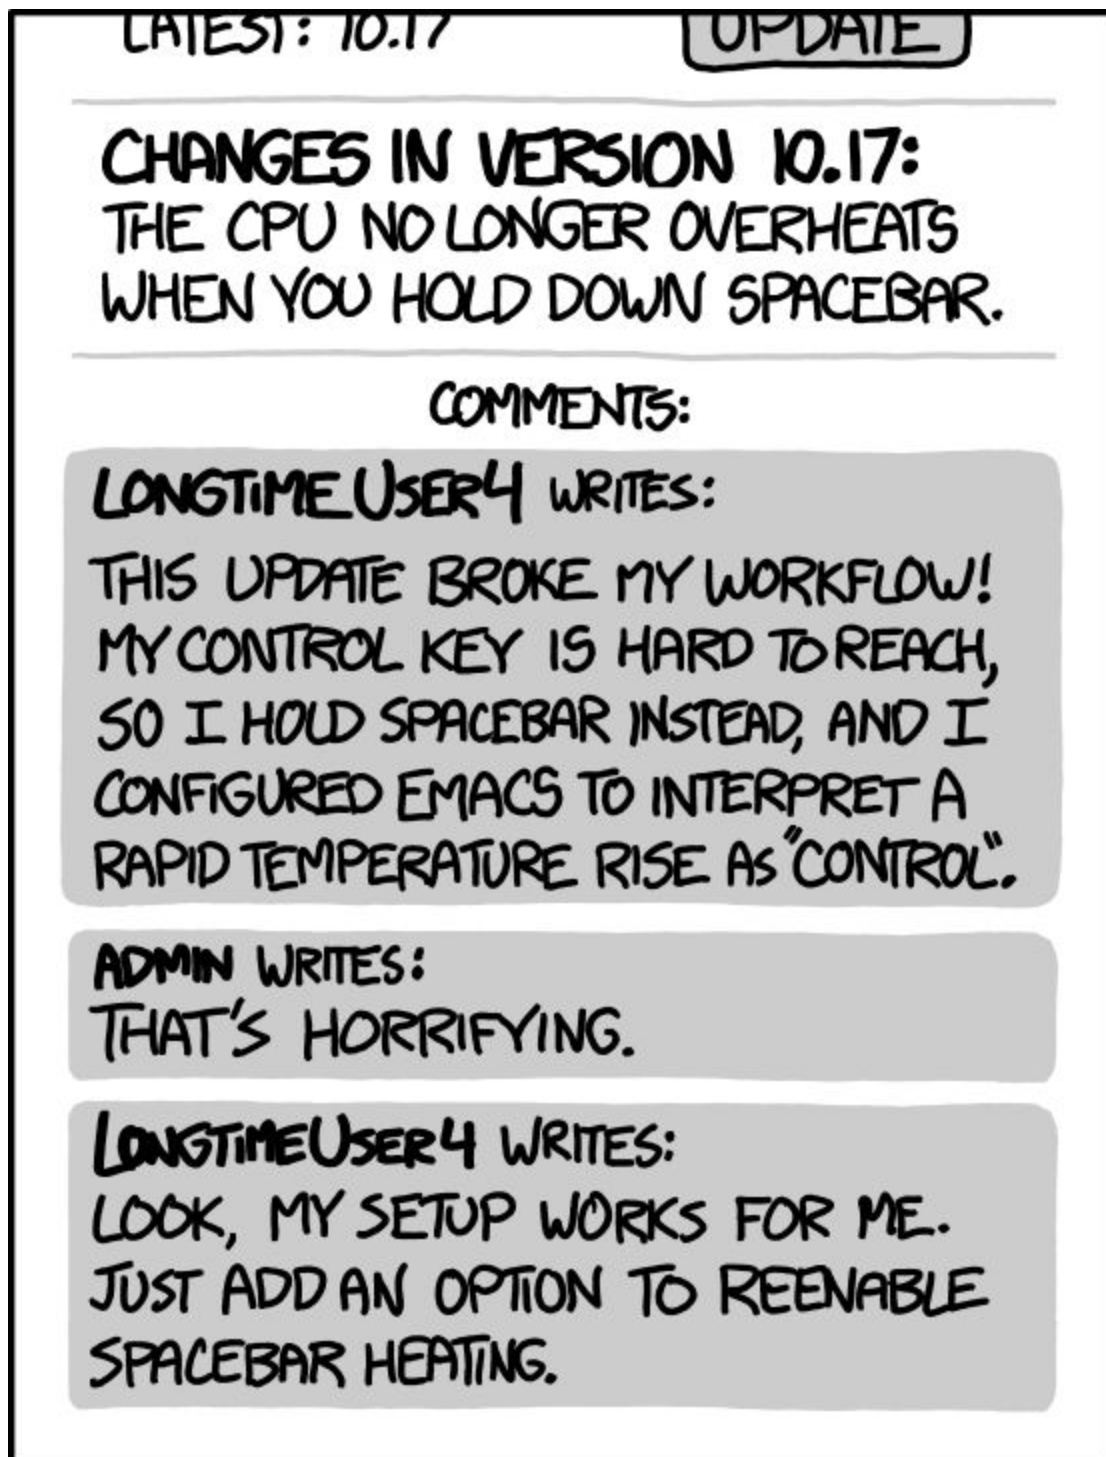 LATEST: 10.17 UPDATE
CHANGES IN VERSION 10.17:
THE CPU NO LONGER OVERHEATS
WHEN YOU HOLD DOWN SPACEBAR.
COMMENTS:
LONGTIMEUSER4 WRITES:
THIS UPDATE BROKE MY WORKFLOW!
MY CONTROL KEY IS HARD TO REACH,
SO I HOLD SPACEBAR INSTEAD, AND I
CONFIGURED EMACS TO INTERPRET A
RAPID TEMPERATURE RISE AS "CONTROL".
ADMIN WRITES:
THAT'S HORRIFYING.
LONGTIMEUSER4 WRITES:
LOOK, MY SETUP WORKS FOR ME.
JUST ADD AN OPTION TO REENABLE
SPACEBAR HEATING.